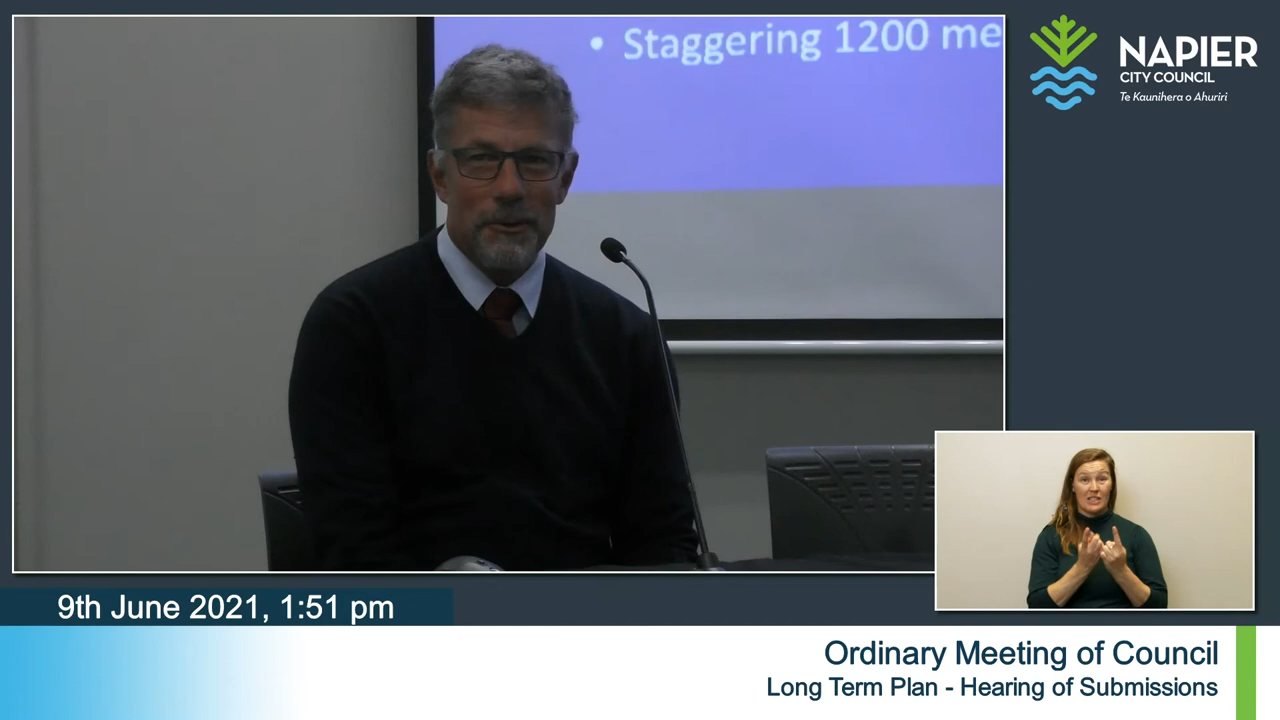 • Staggering 1200 me
NAPIER
CITY COUNCIL
Te Kaunihera o Ahuriri
9th June 2021, 1:51 pm
Ordinary Meeting of Council
Long Term Plan - Hearing of Submissions